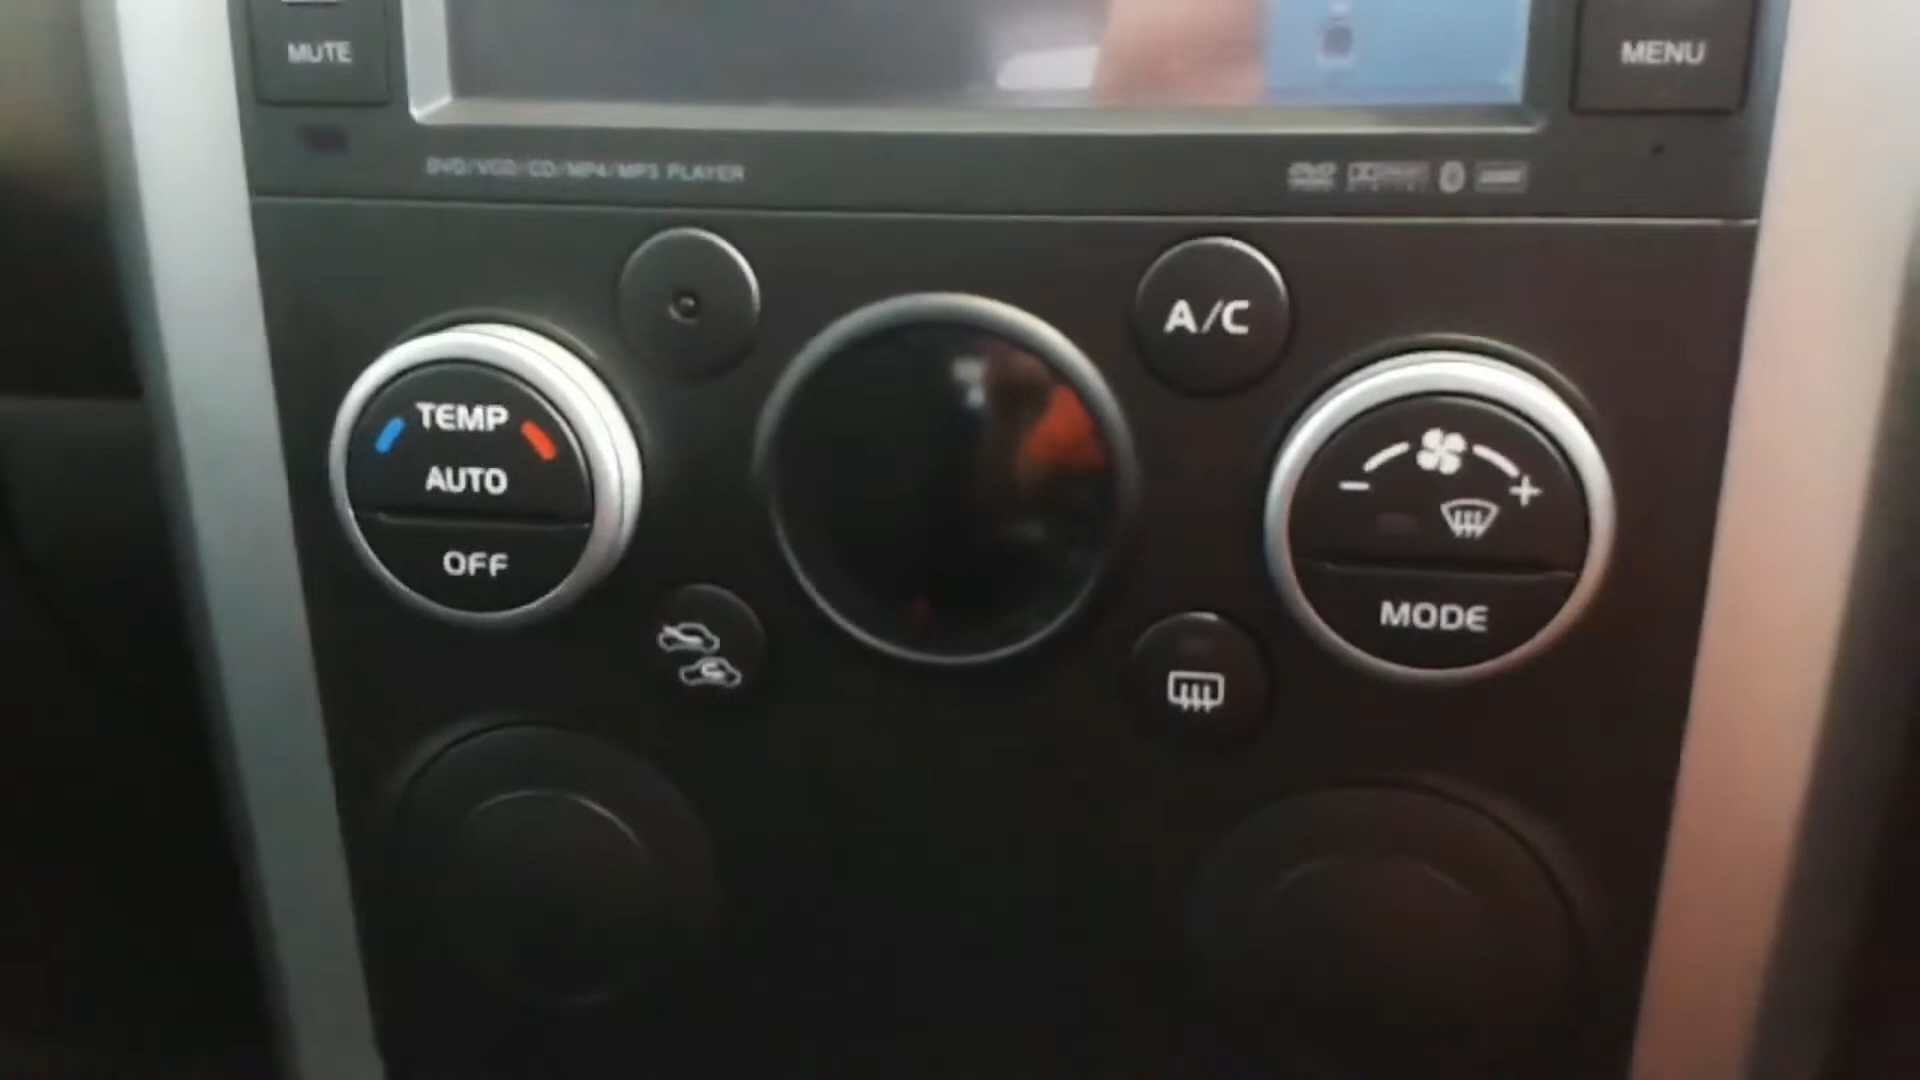 MUTE
MENU
DVD/VCD/CD/MP4/MP3 PLAYER
A/C
TEMP
AUTO
OFF
- +
MODE